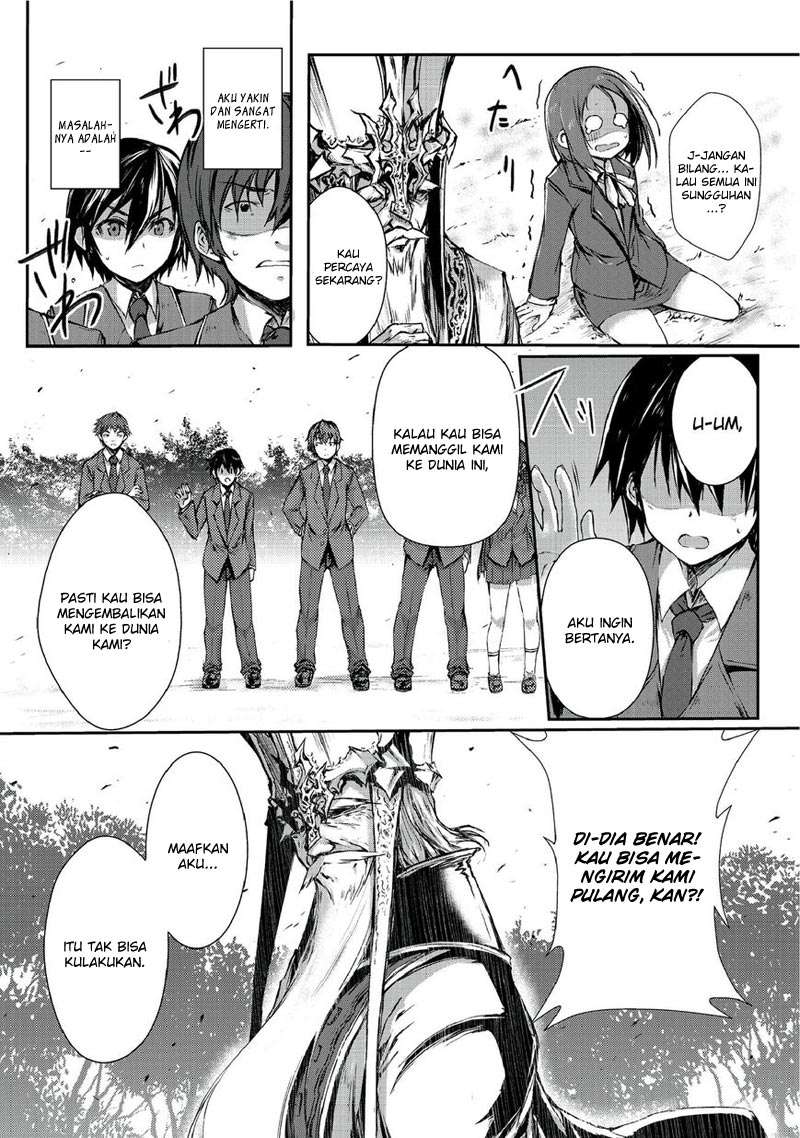 へた
J-JANGAN
BILANG... KA-
LAU SEMUA INI
SUNGGUHAN
...?
KAU
PERCAYA
SEKARANG?
AKU YAKIN
DAN SANGAT
MENGERTI.
MASALAH-
NYA ADALAH
--
ざわ
ざわ
U-UM,
スッ
AKU INGIN
BERTANYA.
KALAU KAU BISA
MEMANGGIL KAMI
KE DUNIA INI,
PASTI KAU BISA
MENGEMBALIKAN
KAMI KE DUNIA
KAMI?
DI-DIA BENAR!
KAU BISA ME-
NGIRIM KAMI
PULANG, KAN?!
MAAFKAN
AKU...
ITU TAK BISA
KULAKUKAN.